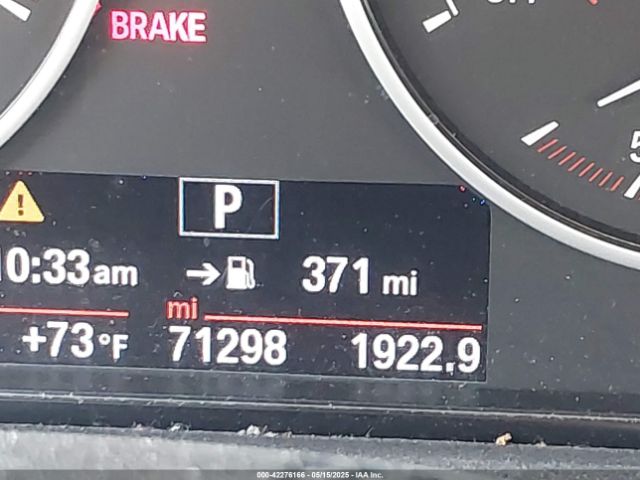 BRAKE
P
10:33am → 371 mi
mi
+73°F 71298 1922.9
000-42276166 - 05/15/2025 - IAA Inc.